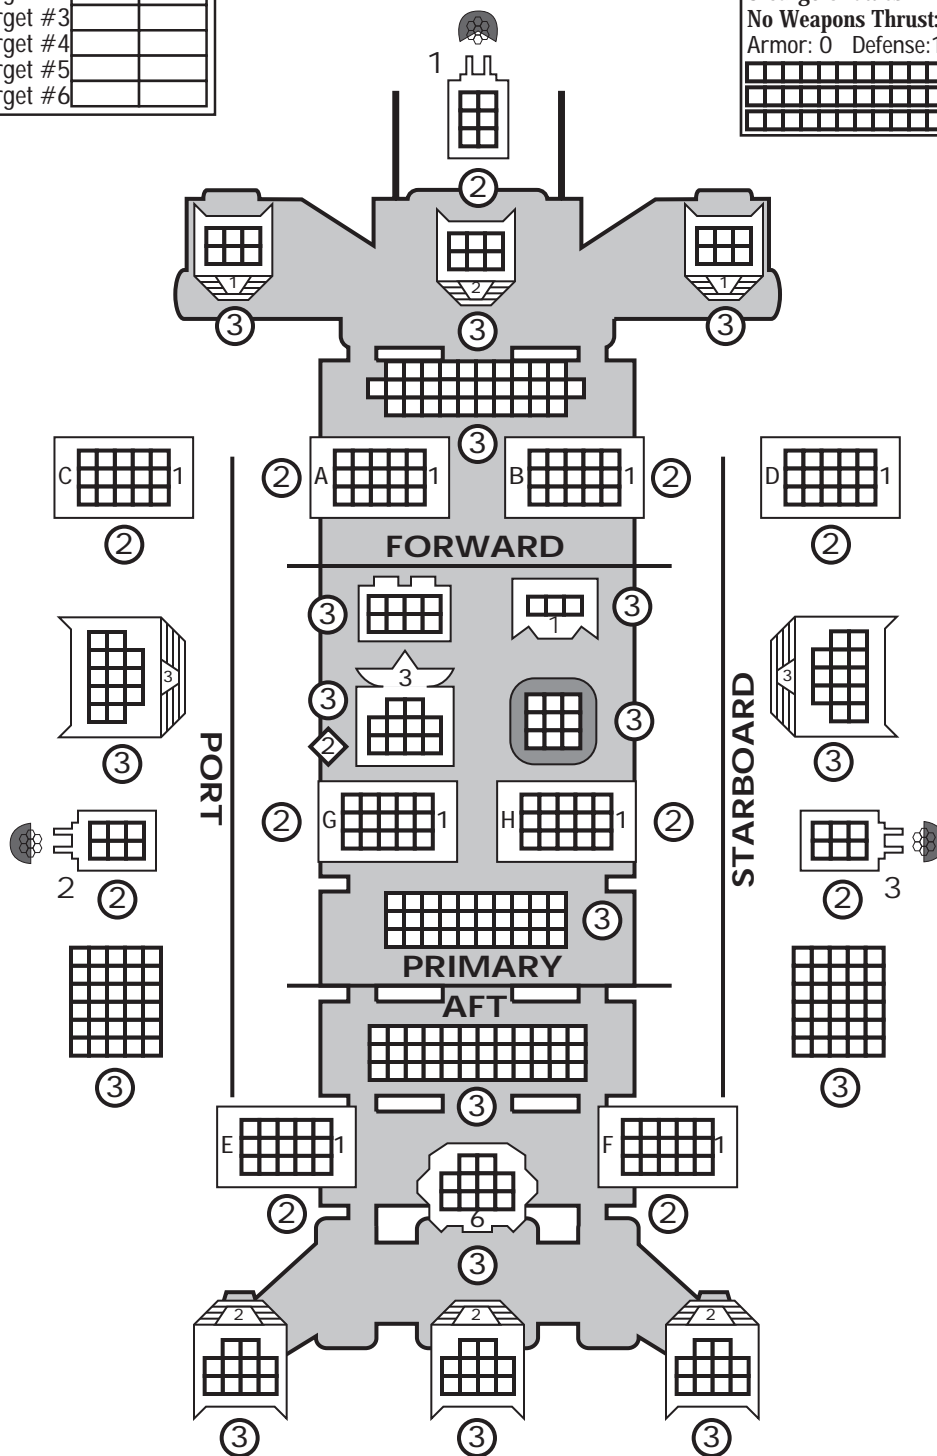 rget #3
rget #4
rget #5
rget #6
No Weapons Thrust:
Armor: 0 Defense:1
1
2
1
2
1
3
3
3
3
C 1
2
A 1
2
B 1
2
D 1
2
FORWARD
3
1
3
3
3
3
2
3
3
3
3
PORT
STARBOARD
2
G 1
H 1
2
2
2
2
3
3
PRIMARY
AFT
3
3
3
E 1
F 1
2
2
6
3
2
2
2
3
3
3